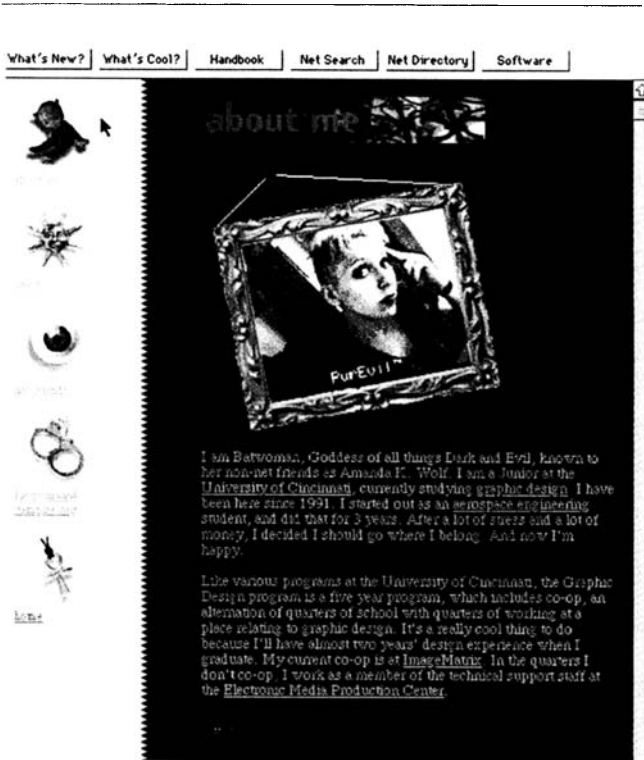 What's New? What's Cool? Handbook Net Search Net Directory Software
about me
PurEvil™
I am Batwoman, Goddess of all things Dark and Evil, known to
her non-net friends as Amanda K. Wolf. I am a Junior at the
University of Cincinnati, currently studying graphic design. I have
been here since 1991. I started out as an aerospace engineering
student, and did that for 3 years. After a lot of stress and a lot of
money, I decided I should go where I belong. And now I'm
happy.
Like various programs at the University of Cincinnati, the Graphic
Design program is a five year program, which includes co-op, an
alternation of quarters of school with quarters of working at a
place relating to graphic design. It's a really cool thing to do
because I'll have almost two years' design experience when I
graduate. My current co-op is at ImageMatrix. In the quarters I
don't co-op, I work as a member of the technical support staff at
the Electronic Media Production Center.
home